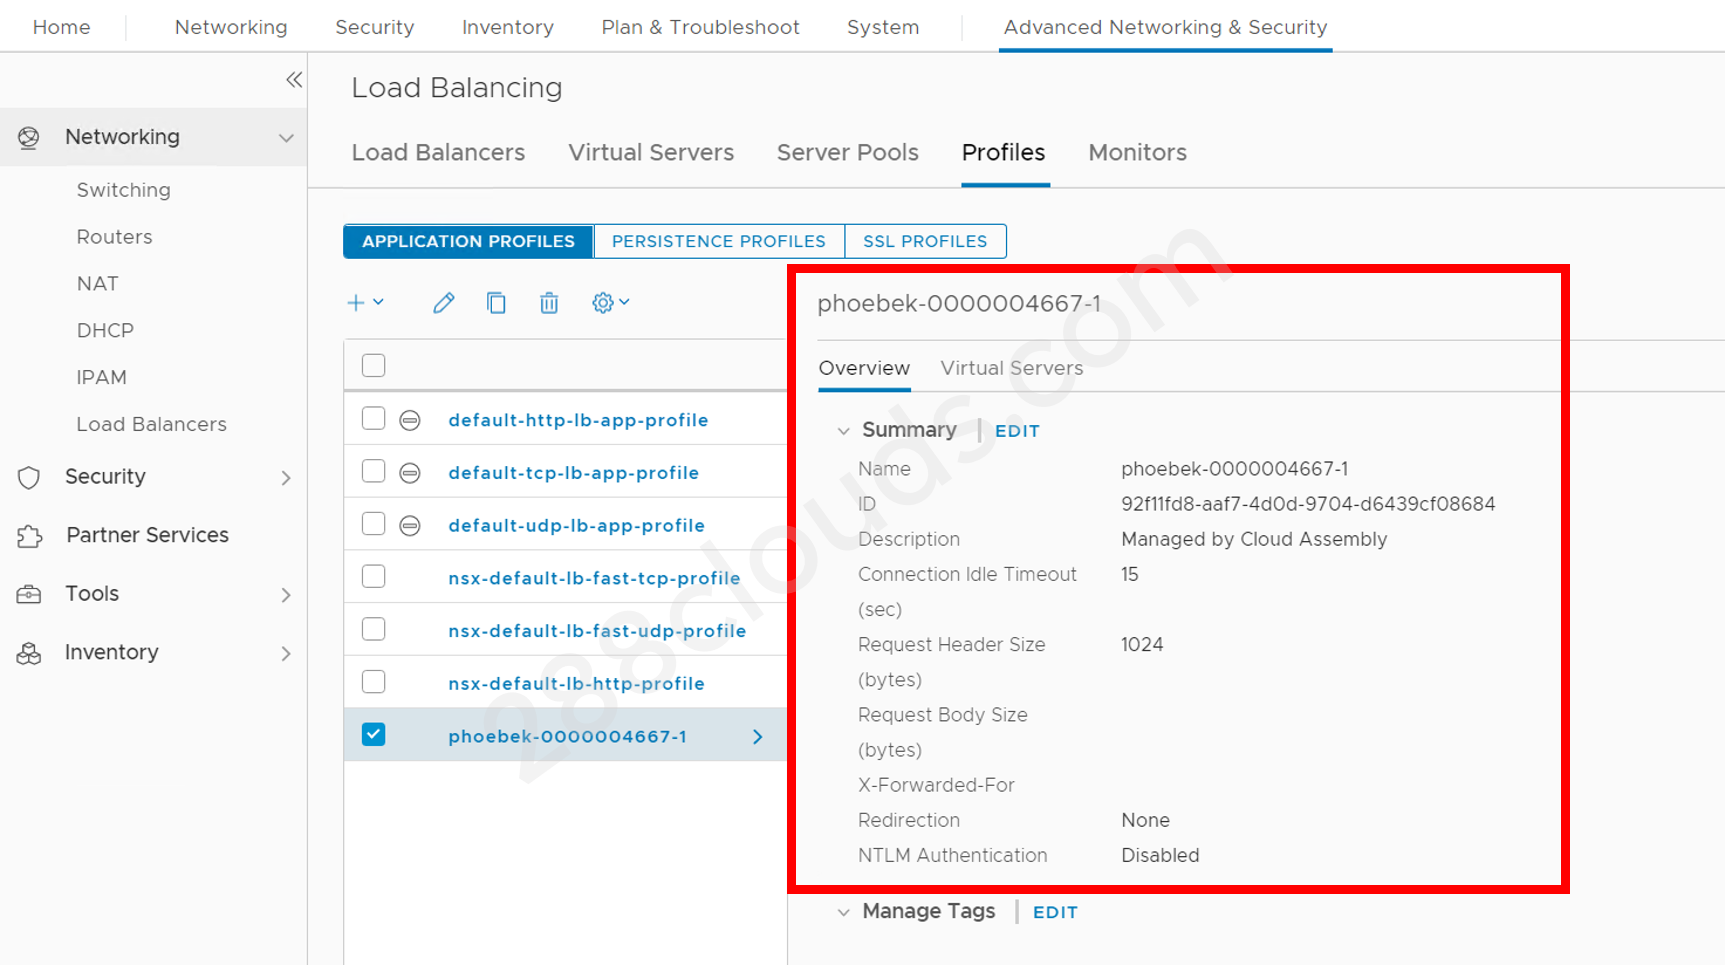 Home Networking Security Inventory Plan & Troubleshoot System Advanced Networking & Security
Load Balancing
Networking
Switching
Routers
NAT
DHCP
IPAM
Load Balancers
Security
Partner Services
Tools
Inventory
Load Balancers Virtual Servers Server Pools Profiles Monitors
APPLICATION PROFILES PERSISTENCE PROFILES SSL PROFILES
default-http-lb-app-profile
default-tcp-lb-app-profile
default-udp-lb-app-profile
nsx-default-lb-fast-tcp-profile
nsx-default-lb-fast-udp-profile
nsx-default-lb-http-profile
phoebek-0000004667-1
phoebek-0000004667-1
Overview Virtual Servers
Summary | EDIT
Name phoebek-0000004667-1
ID 92f11fd8-aaf7-4d0d-9704-d6439cf08684
Description Managed by Cloud Assembly
Connection Idle Timeout 15
(sec)
Request Header Size 1024
(bytes)
Request Body Size
(bytes)
X-Forwarded-For
Redirection None
NTLM Authentication Disabled
Manage Tags | EDIT
288clouds.com